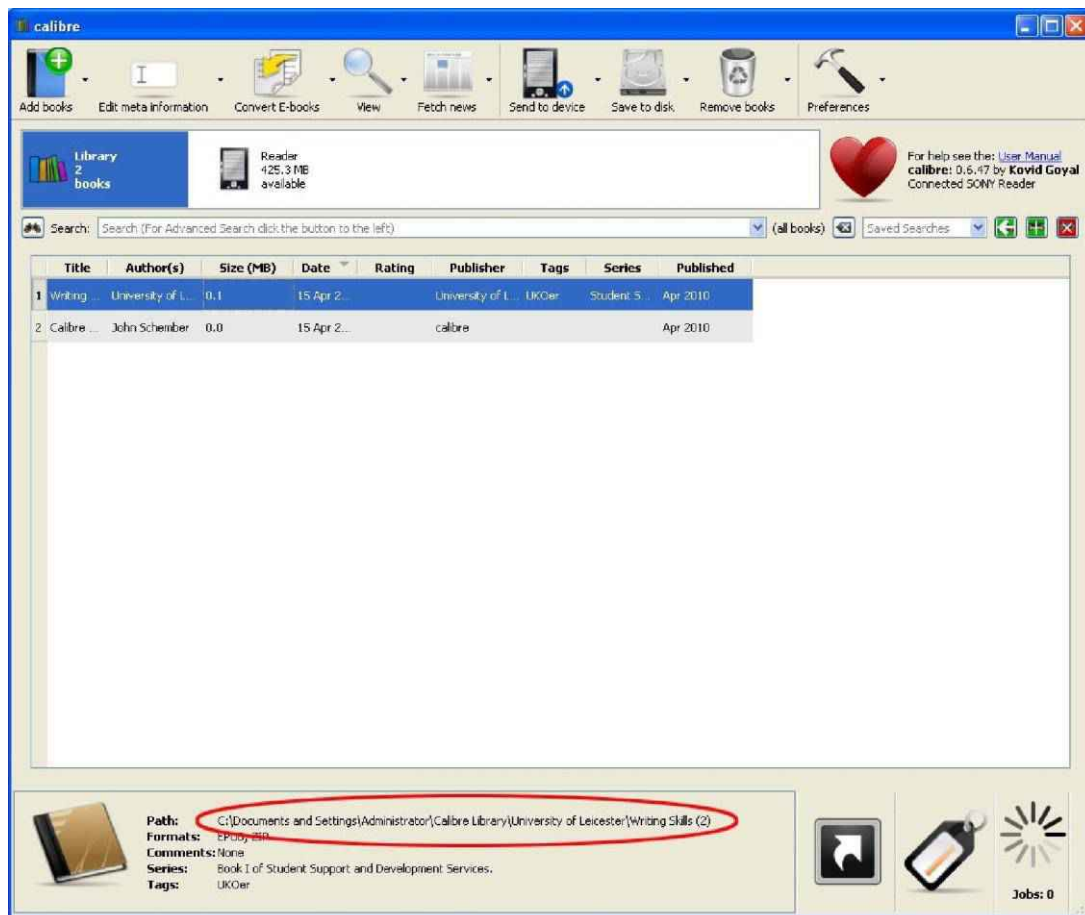 calibre
Add books Edit meta information Convert E-books View Fetch news Send to device Save to disk Remove books Preferences
Library
2
books
Reader
425.3 MB
available
For help see the: User Manual
calibre: 0.6.47 by Kovid Goyal
Connected SONY Reader
Search: Search (For Advanced Search click the button to the left) (all books) Saved Searches
Title Author(s) Size (MB) Date Rating Publisher Tags Series Published
1 Writing ... University of L... 0.1 15 Apr 2... University of L... UKOer Student S... Apr 2010
2 Calibre ... John Schember 0.0 15 Apr 2... calibre Apr 2010
Path: C:\Documents and Settings\Administrator\Calibre Library\University of Leicester\Writing Skills (2)
Formats: EPUB, ZIP
Comments: None
Series: Book I of Student Support and Development Services.
Tags: UKOer
Jobs: 0